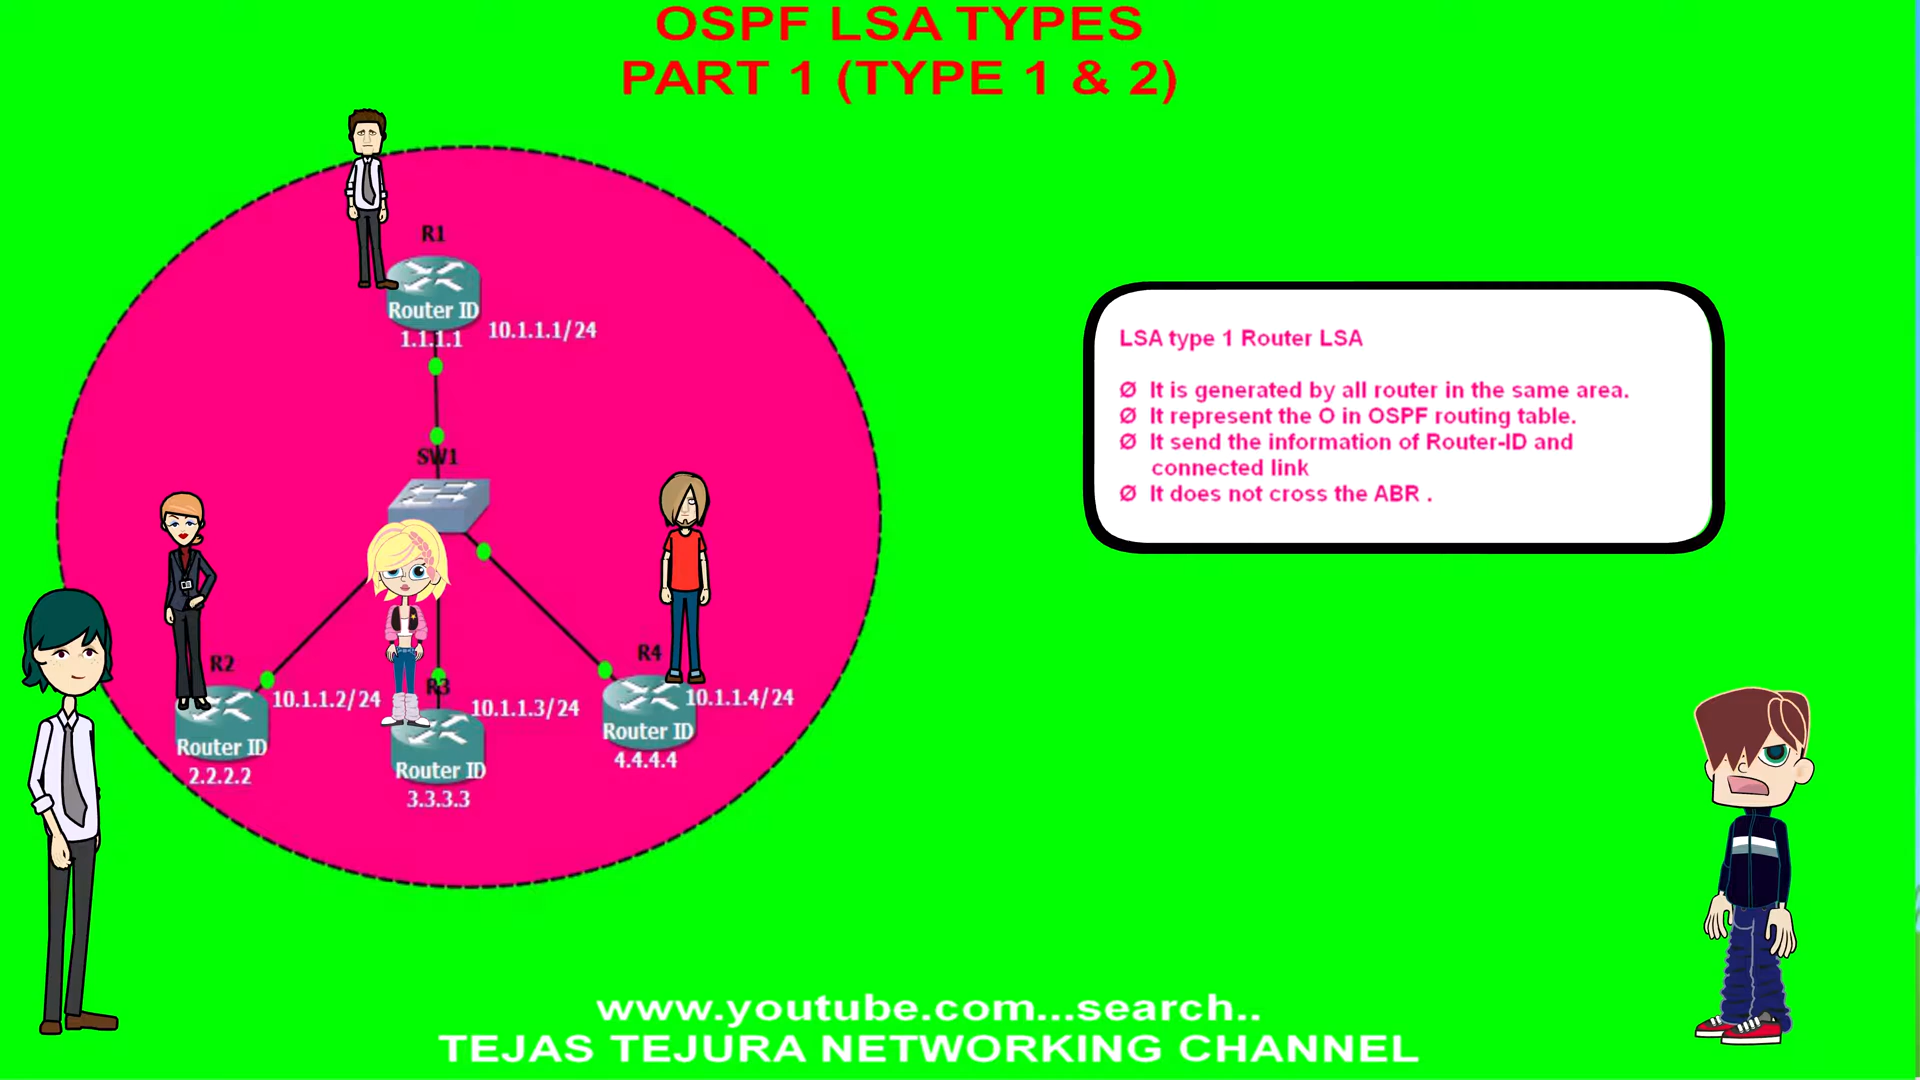 OSPF LSA TYPES
PART 1 (TYPE 1 & 2)
R1
Router ID
1.1.1.1
10.1.1.1/24
SW1
R2
10.1.1.2/24
Router ID
2.2.2.2
R3
10.1.1.3/24
Router ID
3.3.3.3
R4
10.1.1.4/24
Router ID
4.4.4.4
LSA type 1 Router LSA
Ø It is generated by all router in the same area.
Ø It represent the O in OSPF routing table.
Ø It send the information of Router-ID and
connected link
Ø It does not cross the ABR .
www.youtube.com...search..
TEJAS TEJURA NETWORKING CHANNEL